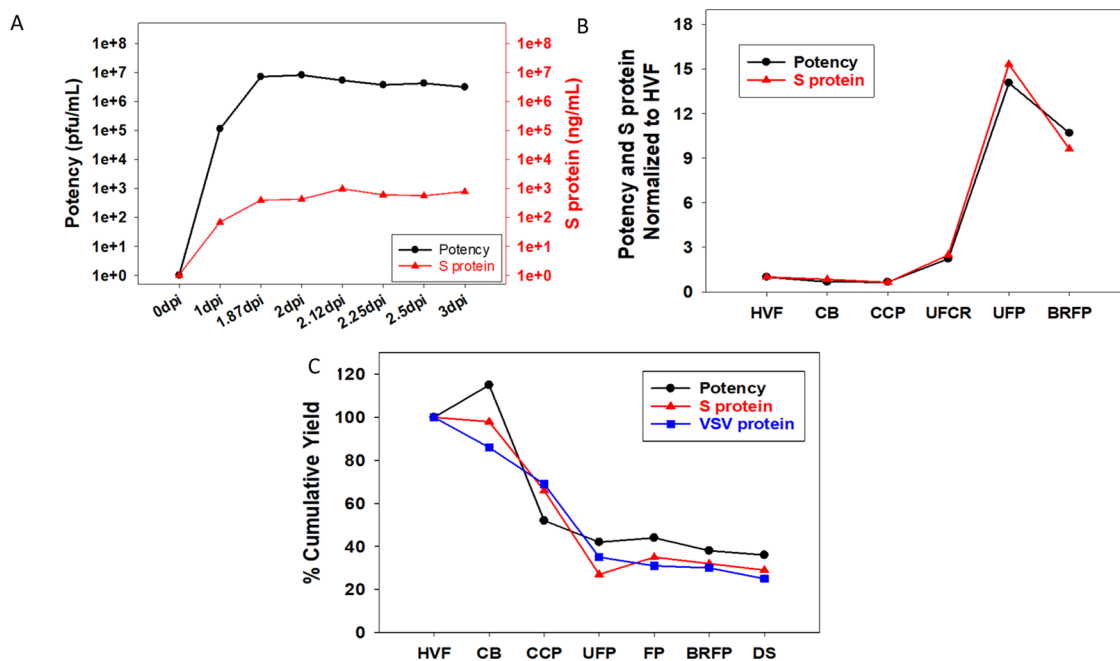 A
Potency (pfu/mL)
1e+8
1e+7
1e+6
1e+5
1e+4
1e+3
1e+2
1e+1
1e+0
1e+8
1e+7
1e+6
1e+5
1e+4
1e+3
1e+2
1e+1
1e+0
S protein (ng/mL)
Potency
S protein
0dpi
1dpi
1.87dpi
2dpi
2.12dpi
2.25dpi
2.5dpi
3dpi
B
Potency and S protein
Normalized to HVF
18
15
12
9
6
3
0
Potency
S protein
HVF
CB
CCP
UFCR
UFP
BRFP
C
% Cumulative Yield
120
100
80
60
40
20
0
Potency
S protein
VSV protein
HVF
CB
CCP
UFP
FP
BRFP
DS